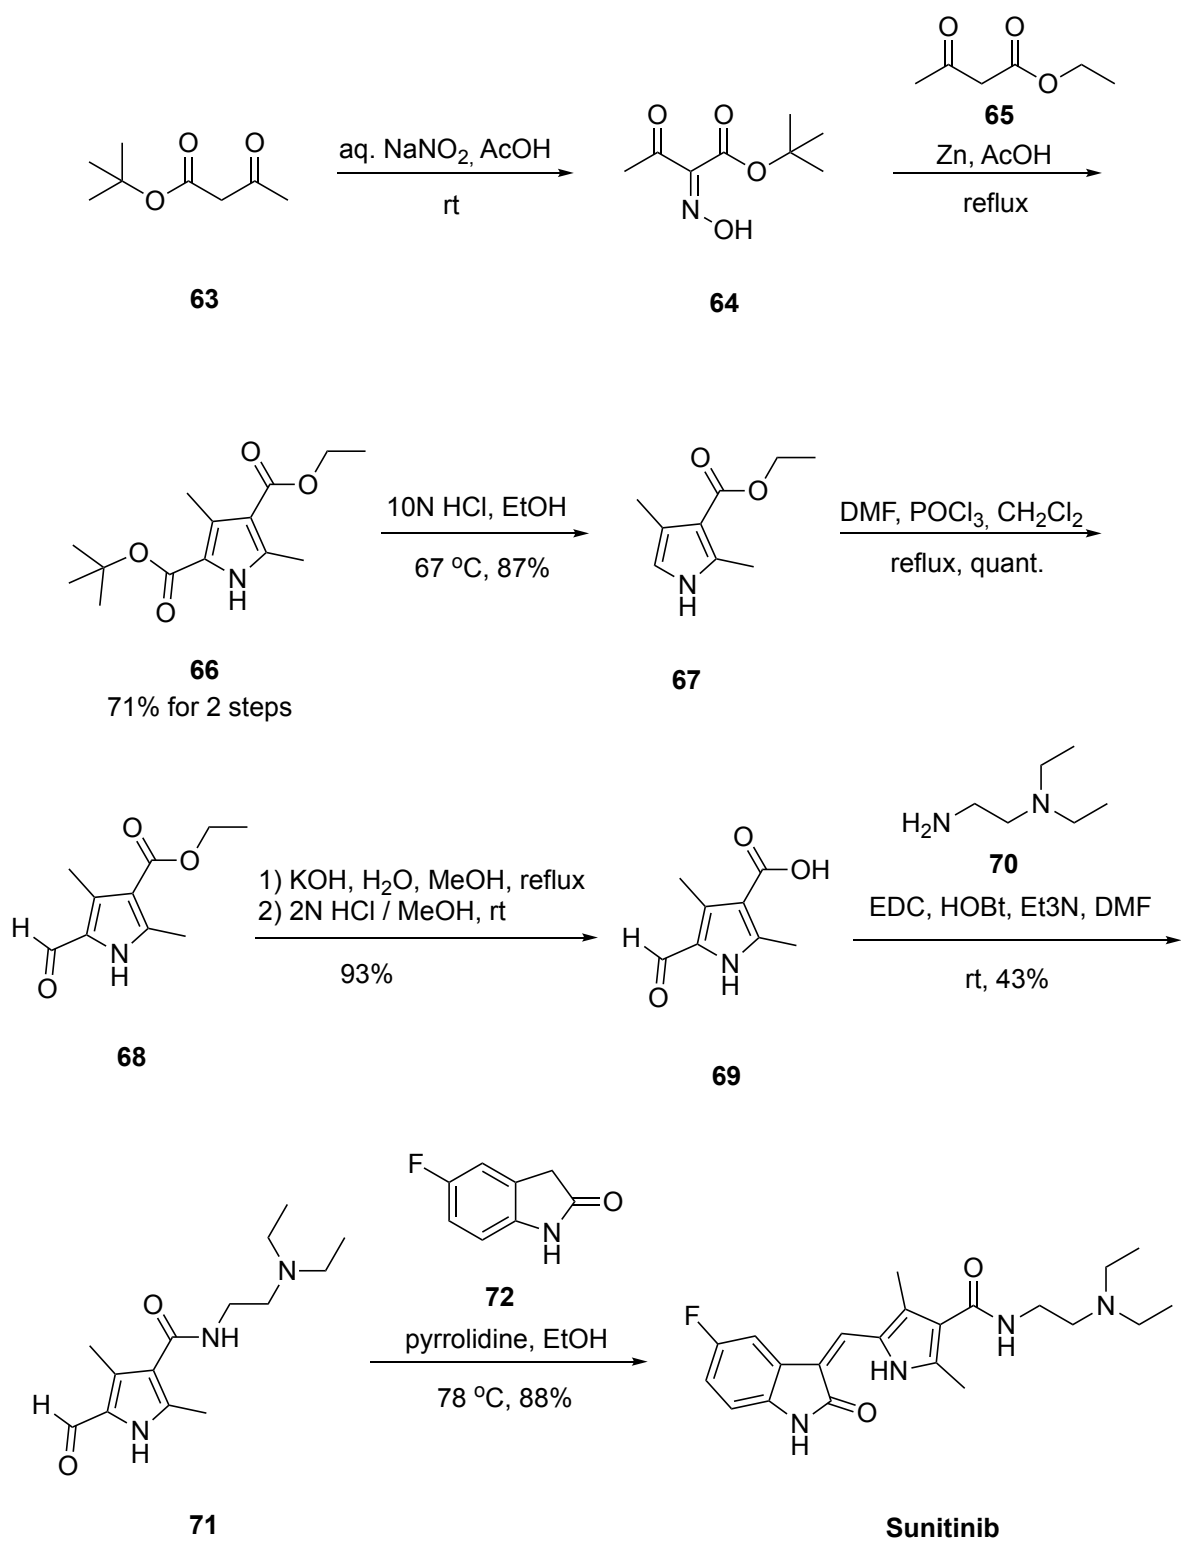 O O
O
65
O O
O
aq. NaNO2, AcOH
rt
O O
O
N
OH
Zn, AcOH
reflux
63
64
O
O
O
O
N
H
10N HCl, EtOH
67 oC, 87%
O
O
N
H
DMF, POCl3, CH2Cl2
reflux, quant.
66
71% for 2 steps
67
O
O
H
O
N
H
1) KOH, H2O, MeOH, reflux
2) 2N HCl / MeOH, rt
93%
O
OH
H
O
N
H
H2N
N
70
EDC, HOBt, Et3N, DMF
rt, 43%
68
69
N
O
NH
H
O
N
H
F
O
N
H
72
pyrrolidine, EtOH
78 oC, 88%
F
O
N
N
H
HN
O
N
H
71
Sunitinib